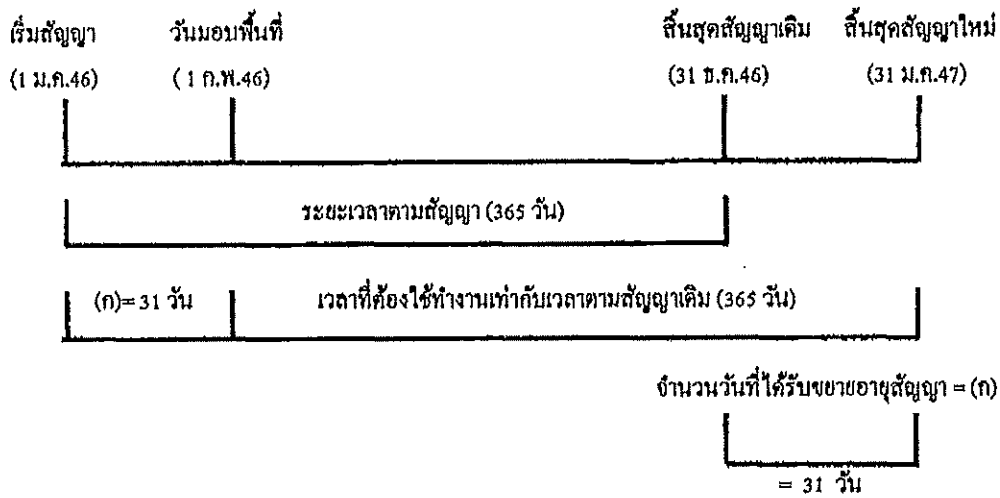 เริ่มสัญญา วันมอบพื้นที่ สิ้นสุดสัญญาเดิม สิ้นสุดสัญญาใหม่
(1 ม.ค.46) ( 1 ก.พ.46) (31 ธ.ค.46) (31 ม.ค.47)
ระยะเวลาตามสัญญา (365 วัน)
(ก)= 31 วัน เวลาที่ต้องใช้ทำงานเท่ากับเวลาตามสัญญาเดิม (365 วัน)
จำนวนวันที่ได้รับขยายอายุสัญญา = (ก)
= 31 วัน